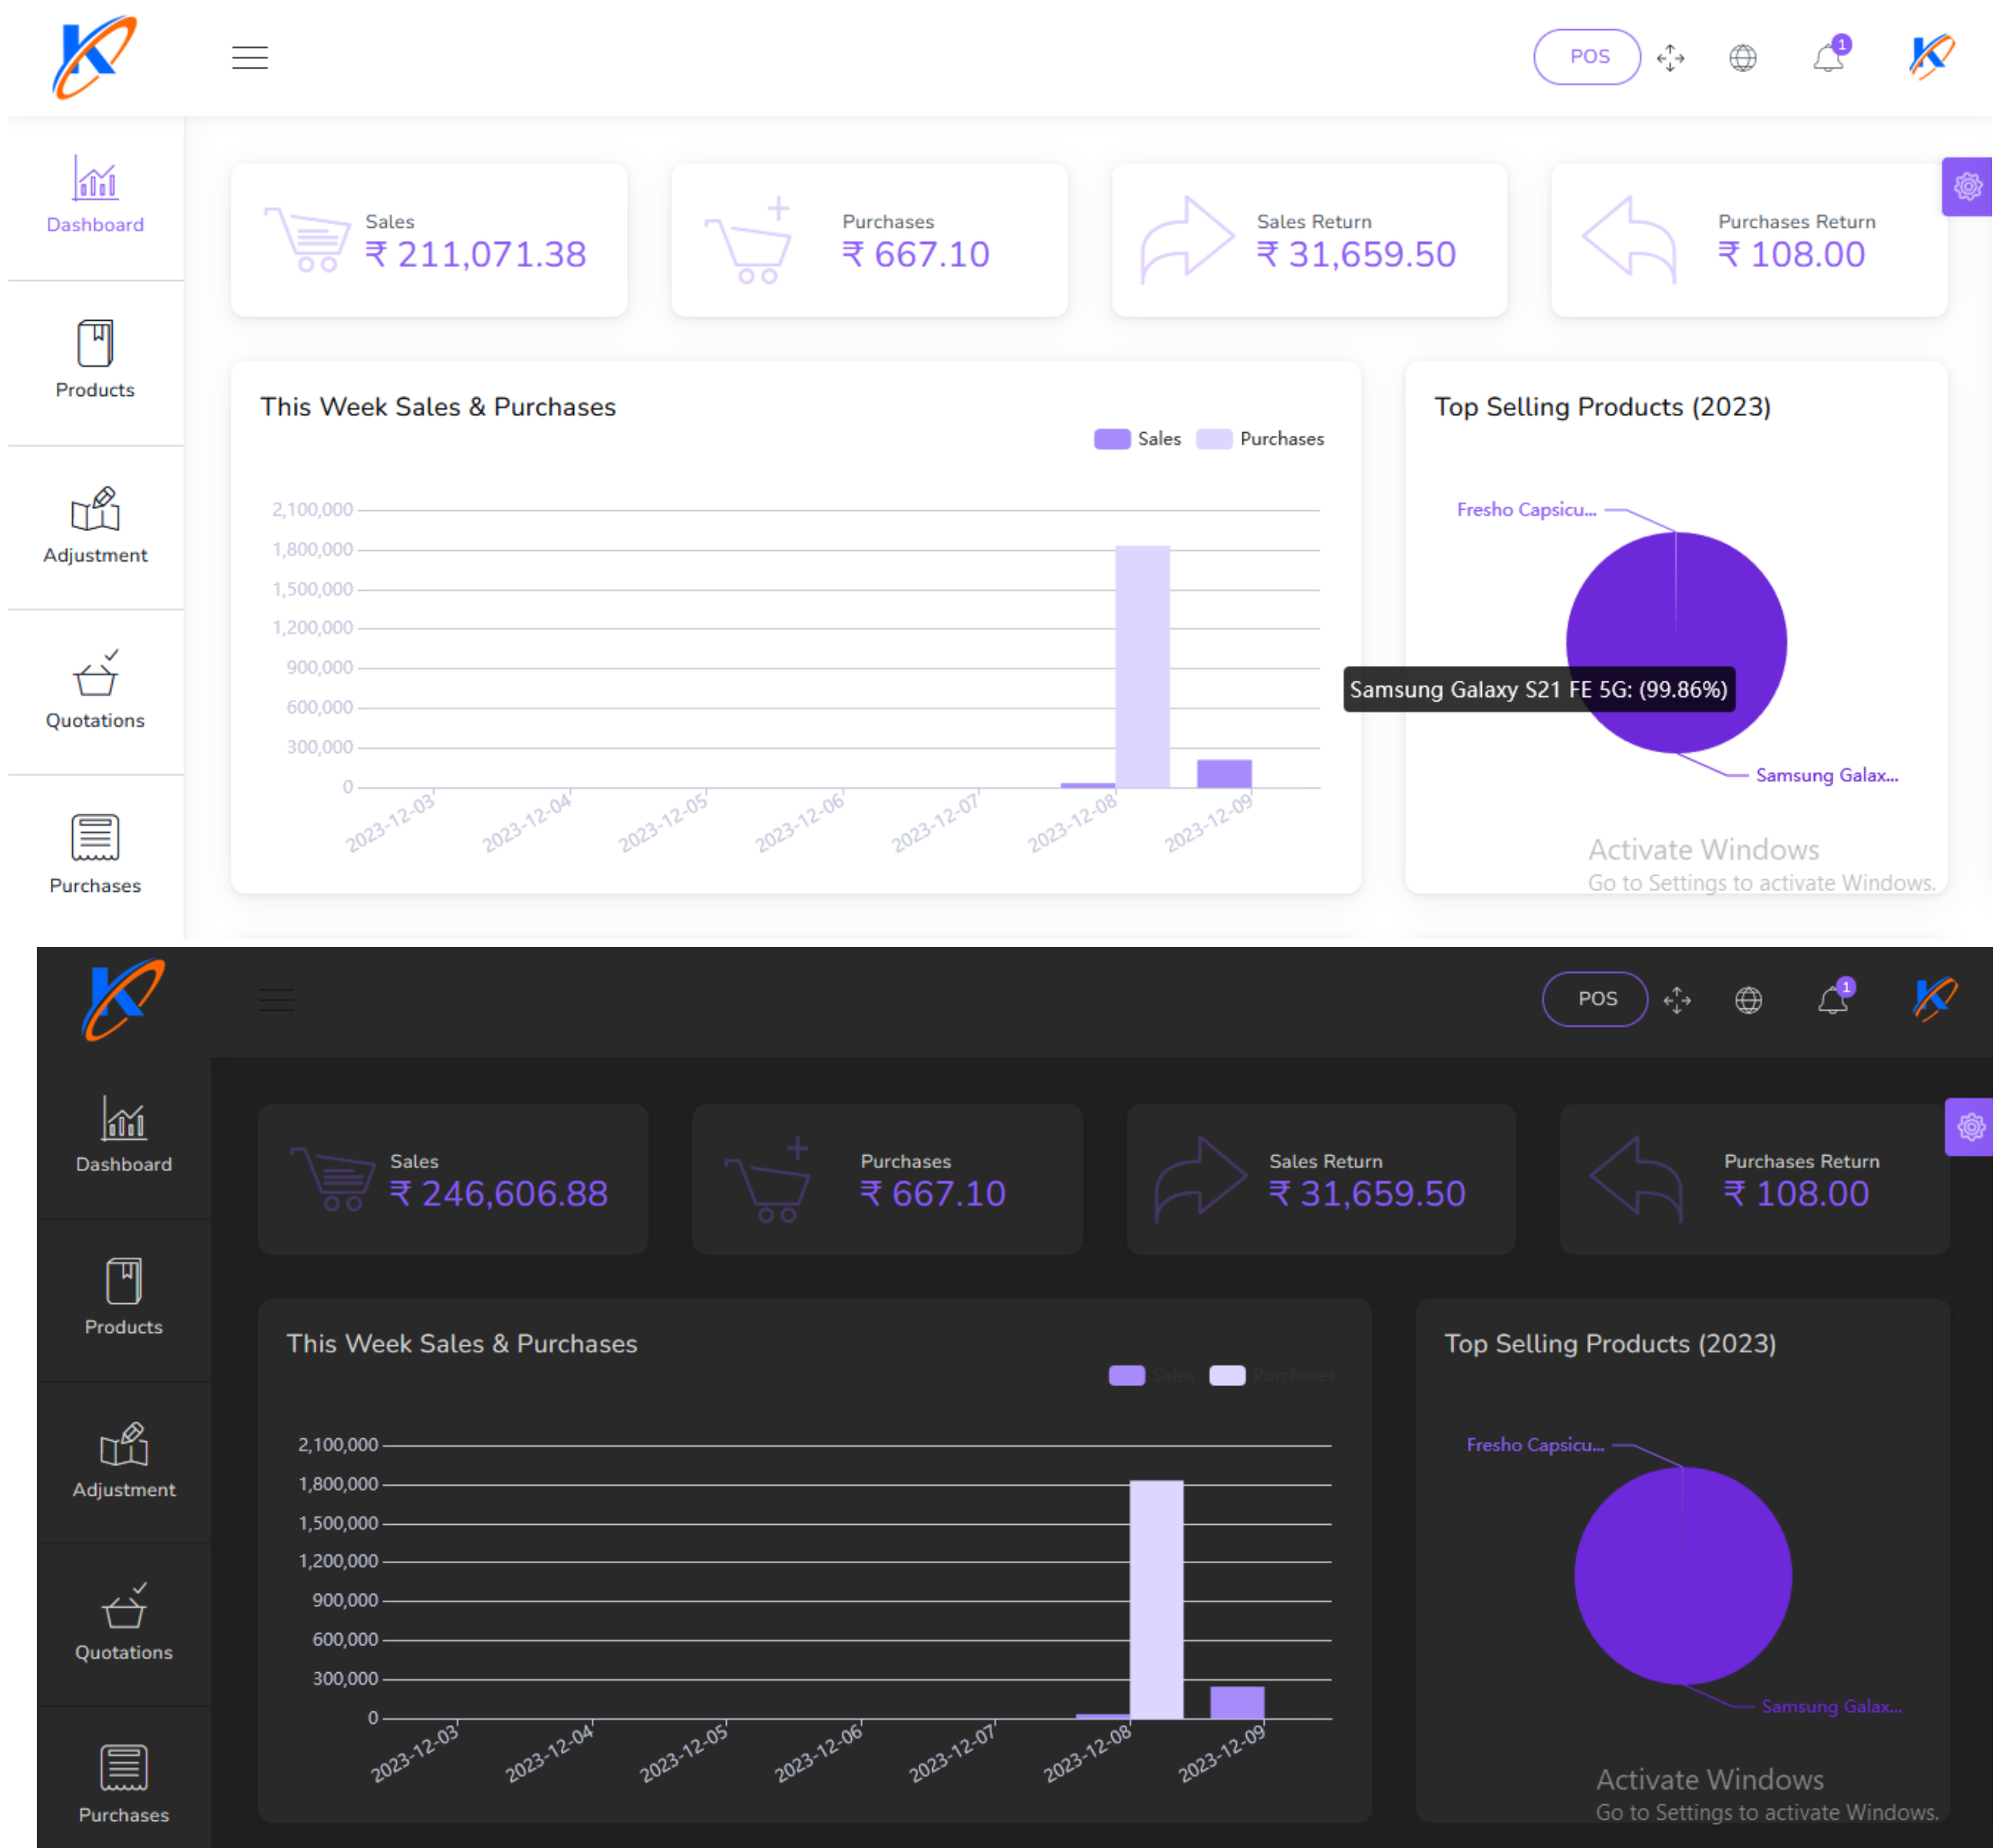 POS
1
Dashboard
Products
Adjustment
Quotations
Purchases
Sales
₹ 211,071.38
Purchases
₹ 667.10
Sales Return
₹ 31,659.50
Purchases Return
₹ 108.00
This Week Sales & Purchases
Sales Purchases
2,100,000
1,800,000
1,500,000
1,200,000
900,000
600,000
300,000
0
2023-12-03 2023-12-04 2023-12-05 2023-12-06 2023-12-07 2023-12-08 2023-12-09
Top Selling Products (2023)
Fresho Capsicu...
Samsung Galaxy S21 FE 5G: (99.86%)
Samsung Galax...
Activate Windows
Go to Settings to activate Windows.
POS
1
Dashboard
Products
Adjustment
Quotations
Purchases
Sales
₹ 246,606.88
Purchases
₹ 667.10
Sales Return
₹ 31,659.50
Purchases Return
₹ 108.00
This Week Sales & Purchases
Sales Purchases
2,100,000
1,800,000
1,500,000
1,200,000
900,000
600,000
300,000
0
2023-12-03 2023-12-04 2023-12-05 2023-12-06 2023-12-07 2023-12-08 2023-12-09
Top Selling Products (2023)
Fresho Capsicu...
Samsung Galax...
Activate Windows
Go to Settings to activate Windows.